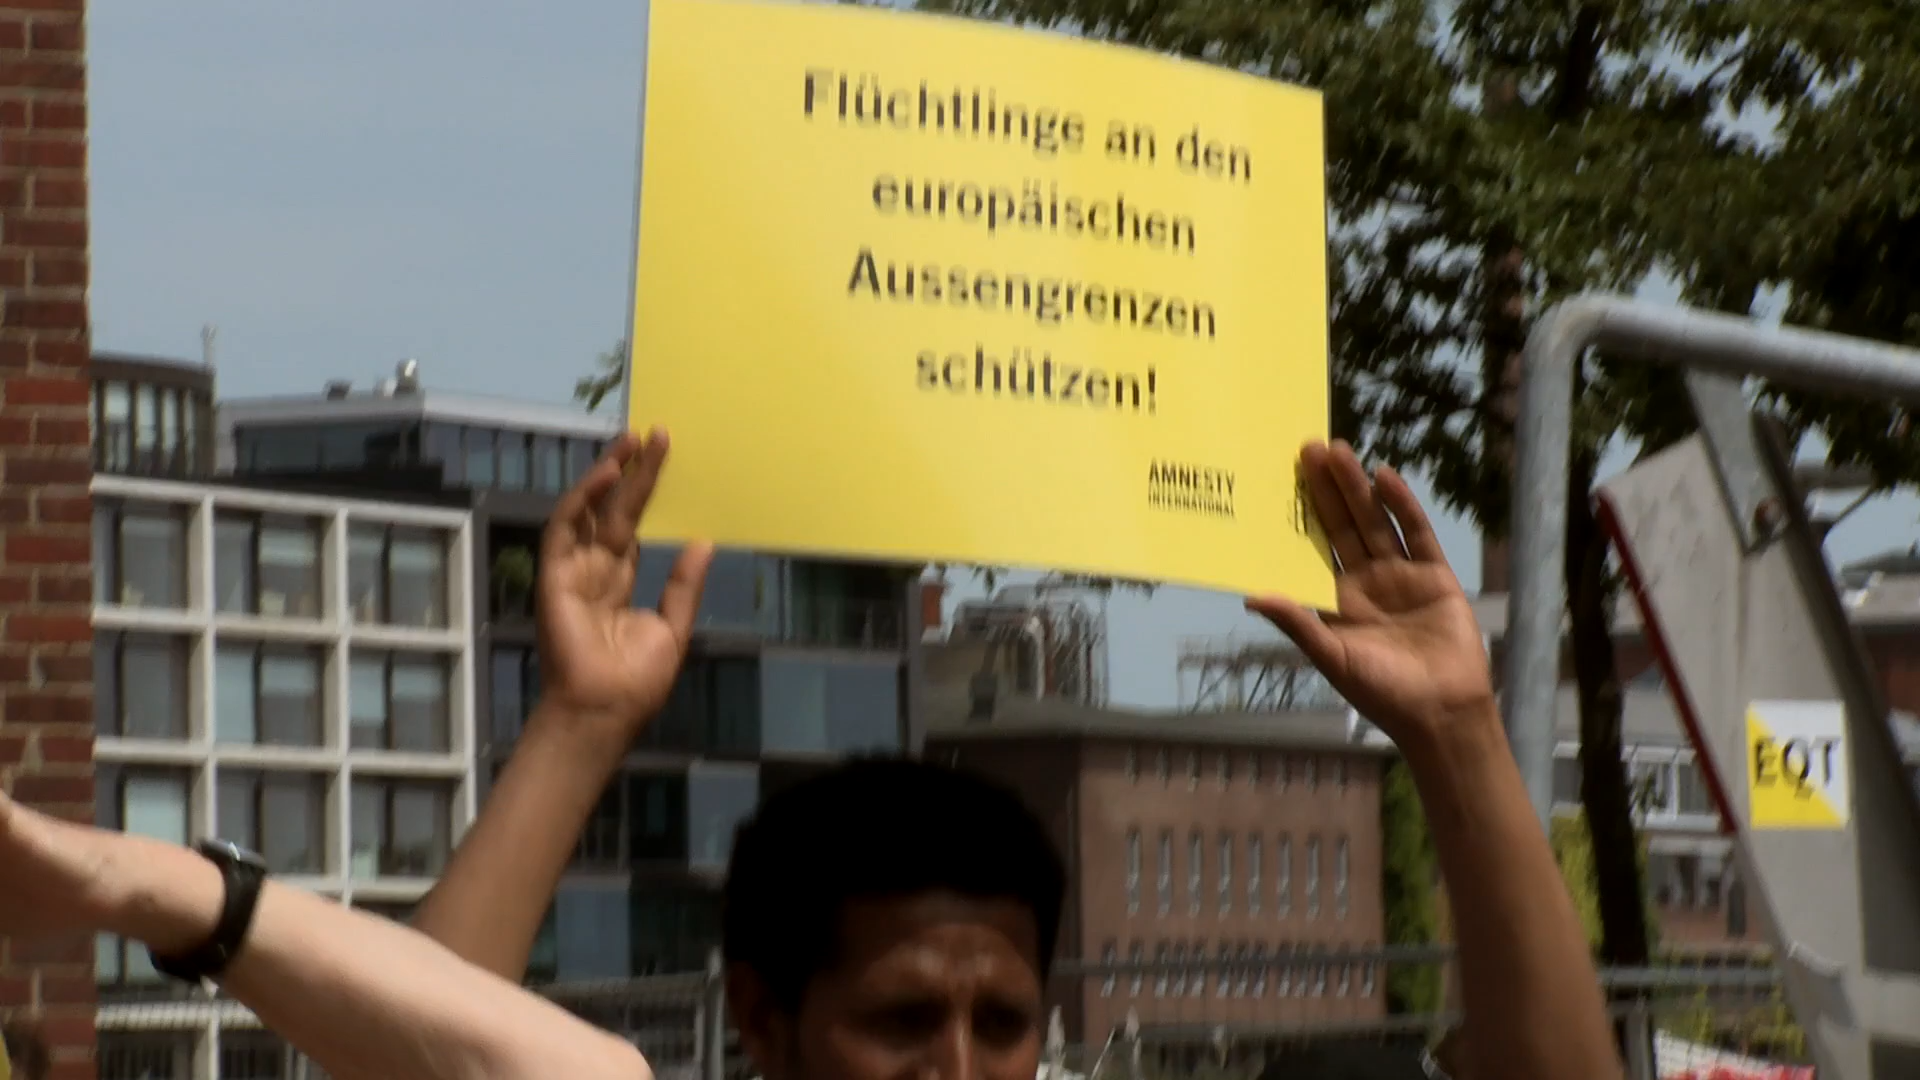 Flüchtlinge an den
europäischen
Aussengrenzen
schützen!
AMNESTY
INTERNATIONAL
EQT